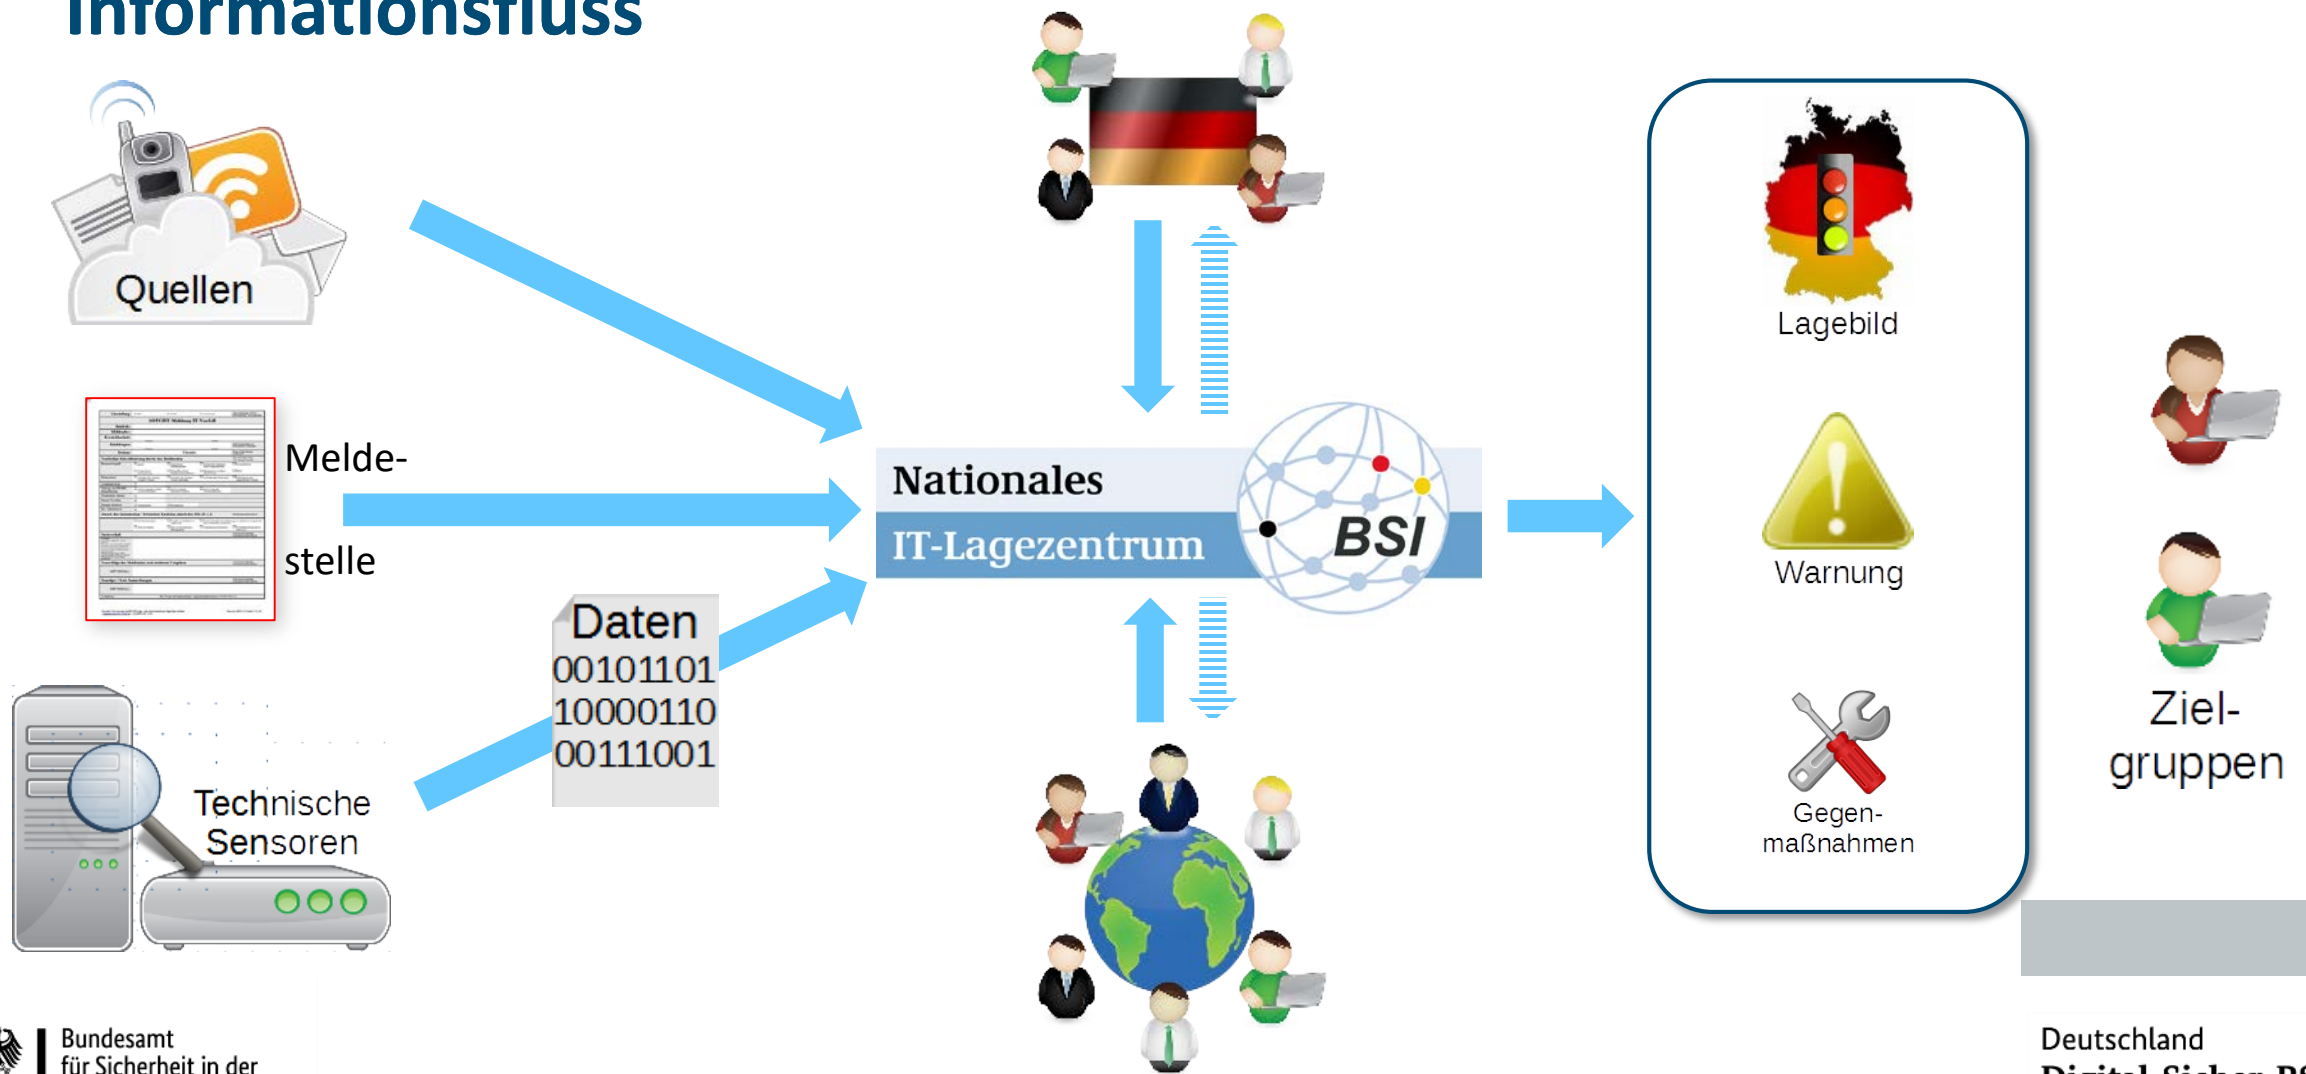 Informationsfluss
Quellen
Melde-
stelle
Daten
00101101
10000110
00111001
Technische
Sensoren
Nationales
IT-Lagezentrum
BSI
Lagebild
Warnung
Gegen-
maßnahmen
Ziel-
gruppen
Bundesamt
für Sicherheit in der
Deutschland